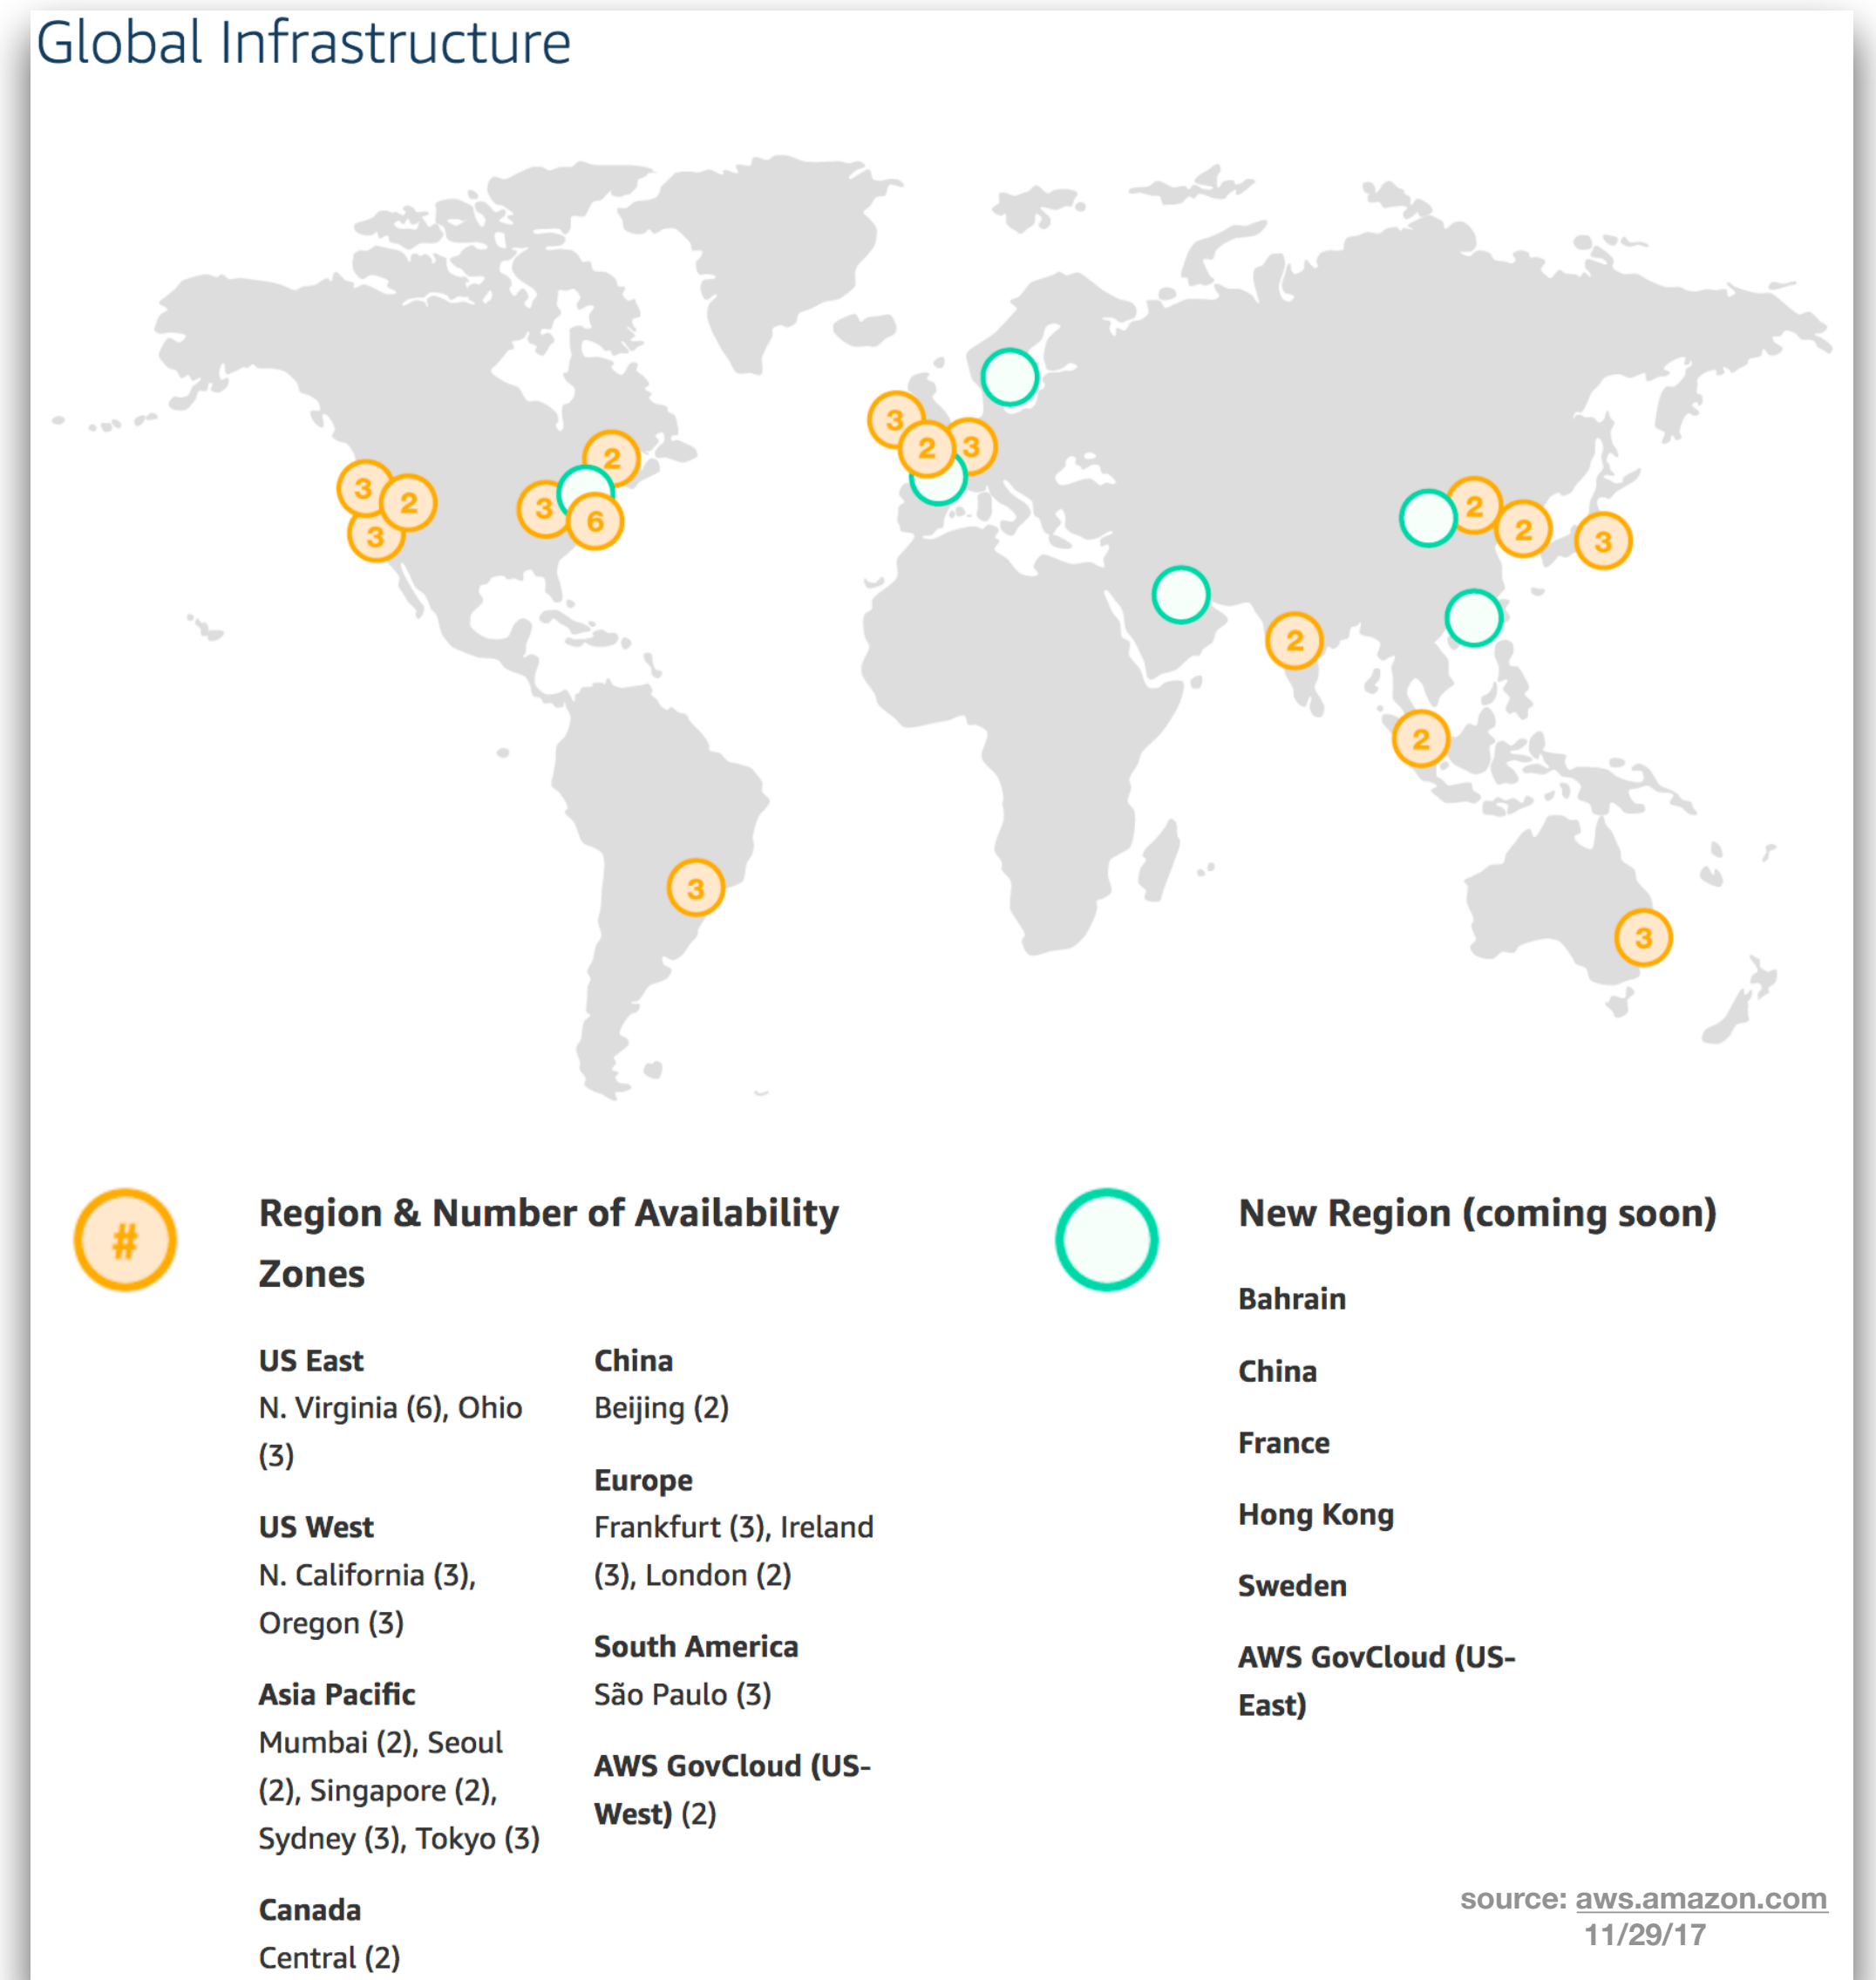 Global Infrastructure
3
2
3
2
3
6
3
2
3
2
2
3
2
2
3
3
#
Region & Number of Availability
Zones
US East
N. Virginia (6), Ohio
(3)
US West
N. California (3),
Oregon (3)
Asia Pacific
Mumbai (2), Seoul
(2), Singapore (2),
Sydney (3), Tokyo (3)
Canada
Central (2)
China
Beijing (2)
Europe
Frankfurt (3), Ireland
(3), London (2)
South America
São Paulo (3)
AWS GovCloud (US-
West) (2)
New Region (coming soon)
Bahrain
China
France
Hong Kong
Sweden
AWS GovCloud (US-
East)
source: aws.amazon.com
11/29/17